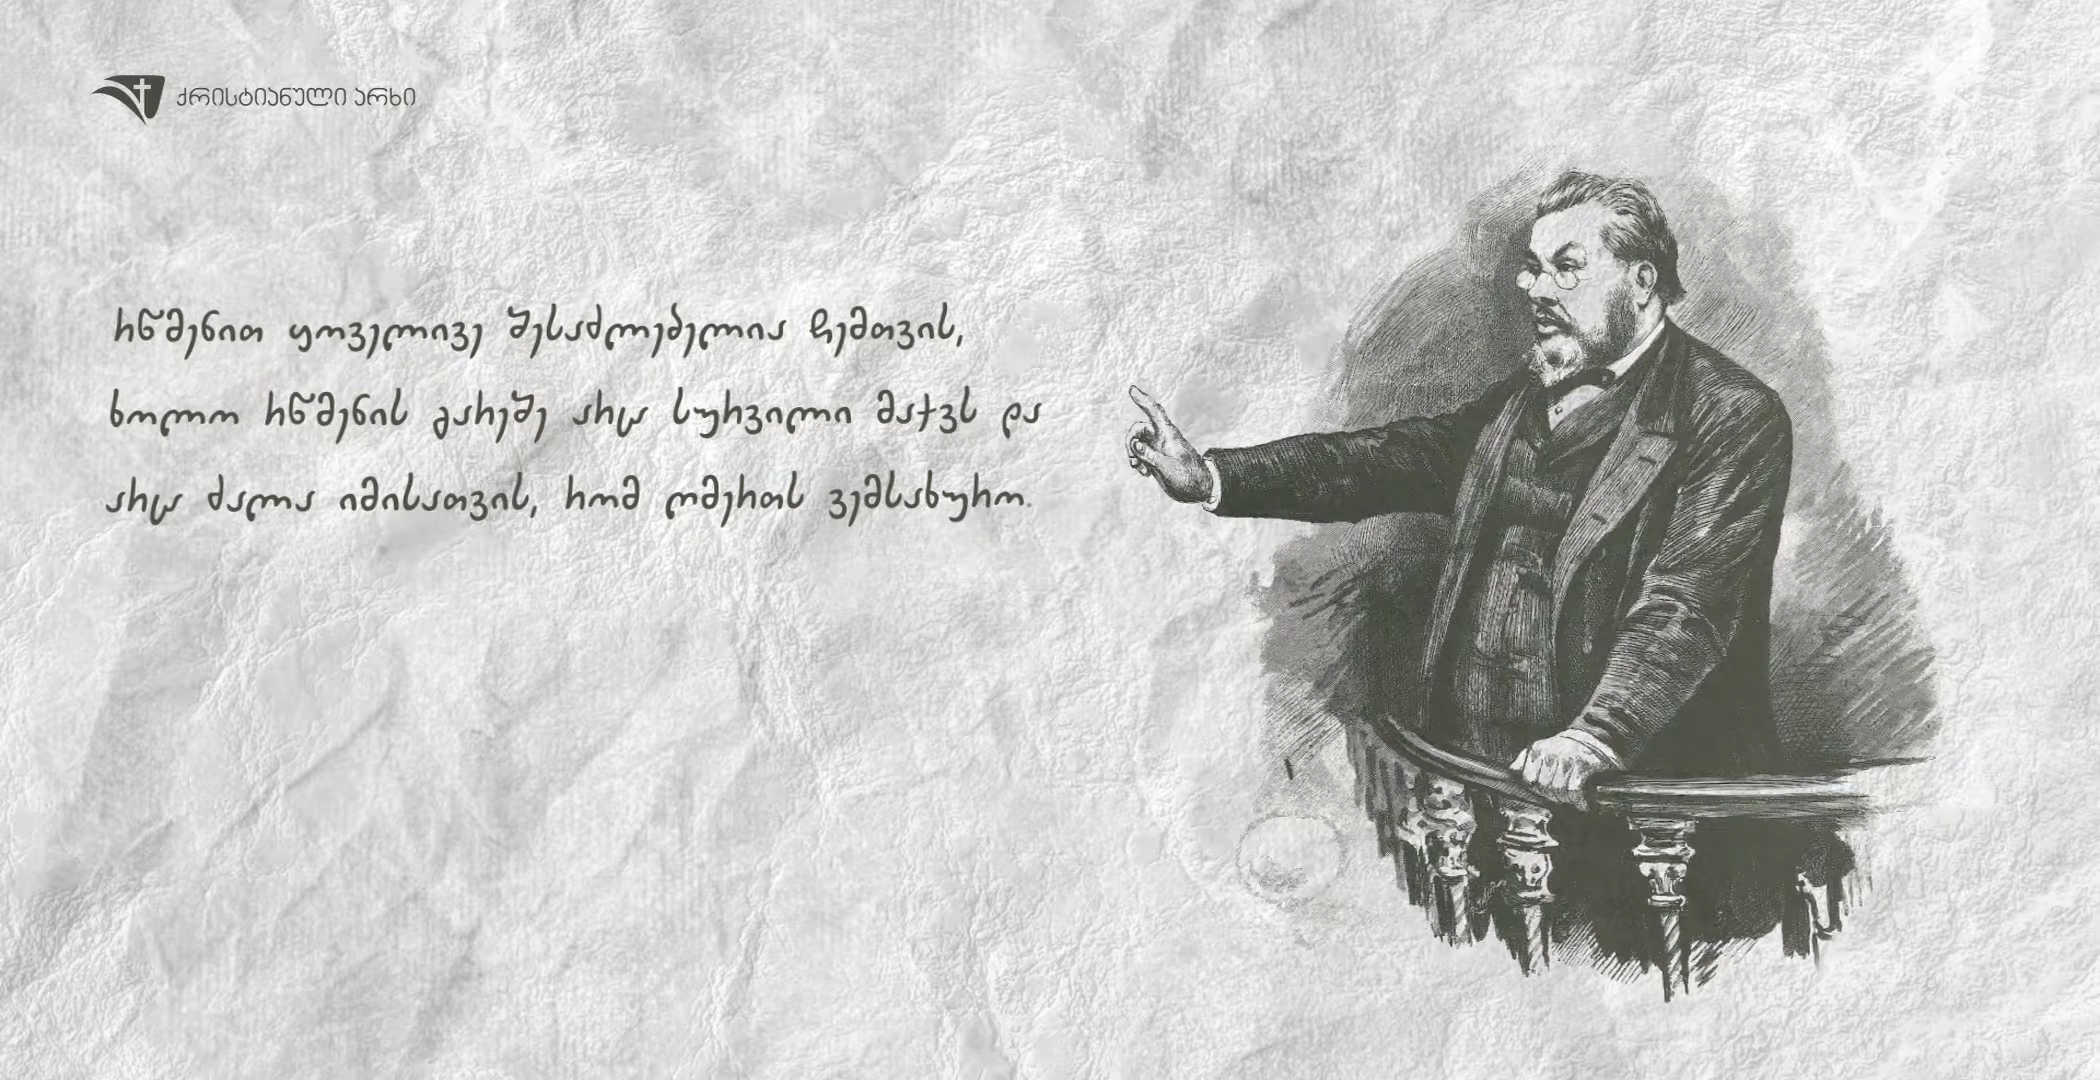 ქრისტიანული არხი
რწმენით ყოველივე შესაძლებელია ჩემთვის,
ხოლო რწმენის გარეშე არც სურვილი მაქვს და
არც ძალა იმისათვის, რომ ღმერთს ვემსახურო.